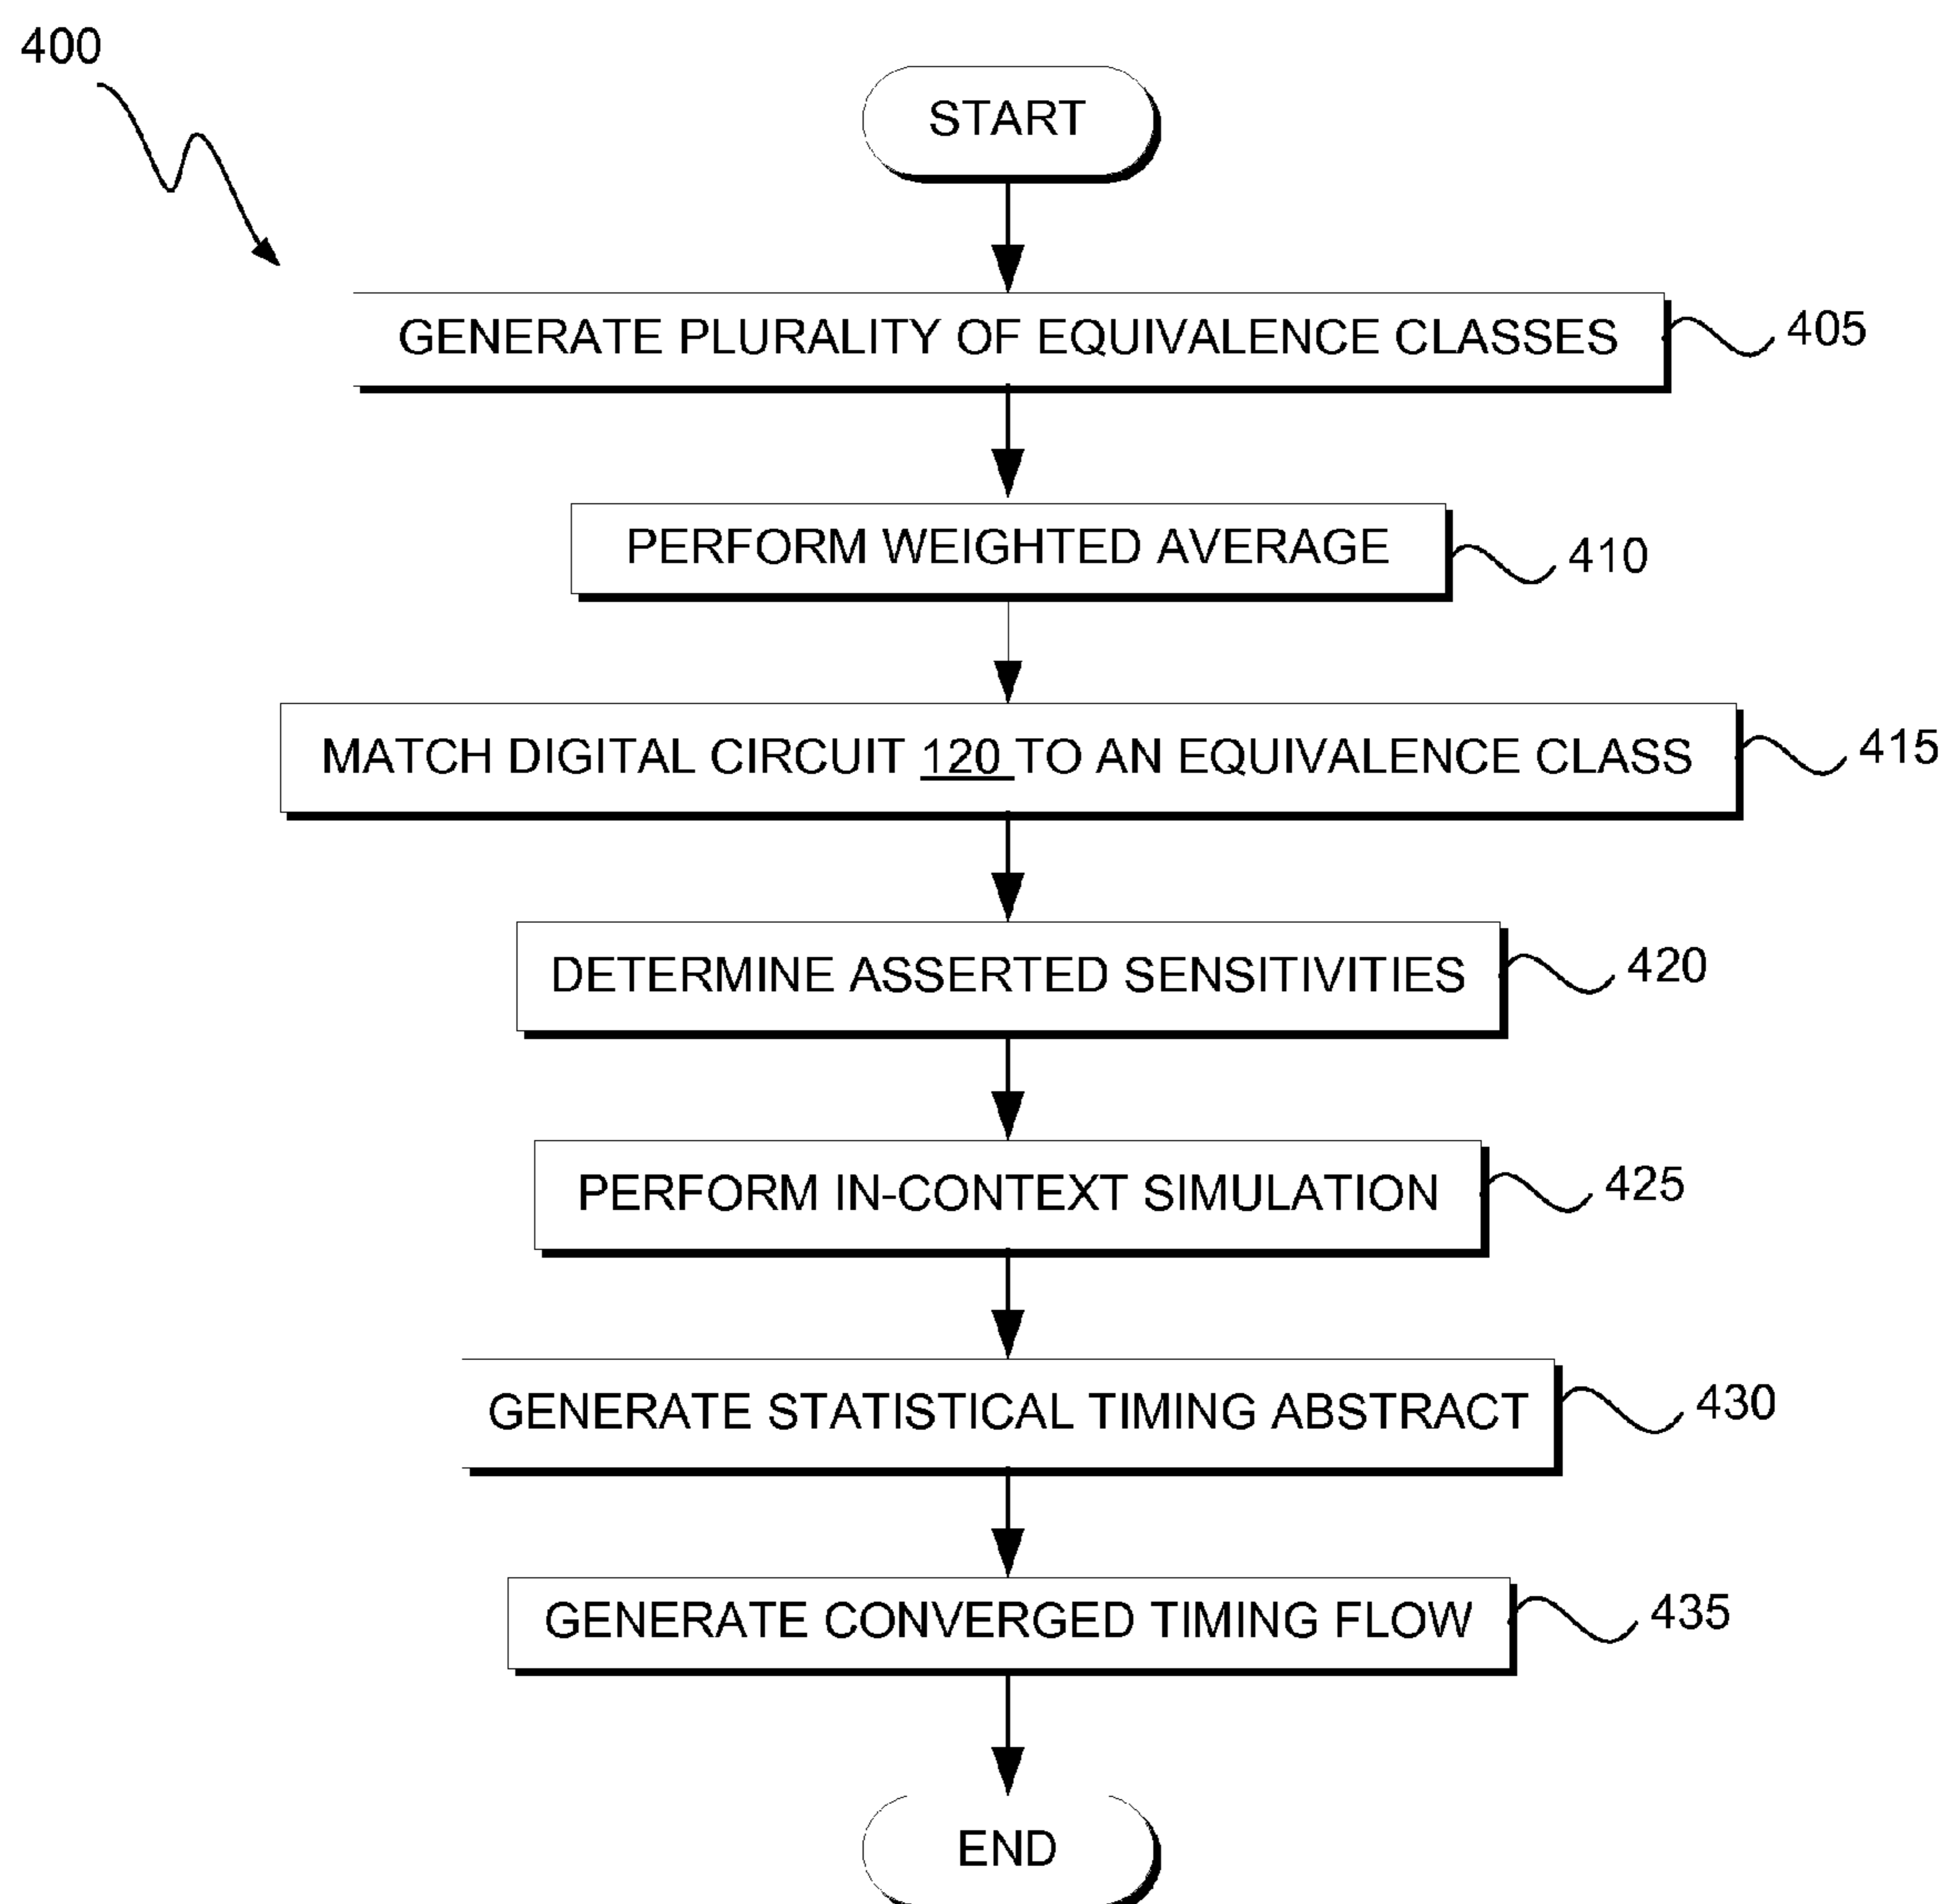 400
START
GENERATE PLURALITY OF EQUIVALENCE CLASSES
405
PERFORM WEIGHTED AVERAGE
410
MATCH DIGITAL CIRCUIT 120 TO AN EQUIVALENCE CLASS
415
DETERMINE ASSERTED SENSITIVITIES
420
PERFORM IN-CONTEXT SIMULATION
425
GENERATE STATISTICAL TIMING ABSTRACT
430
GENERATE CONVERGED TIMING FLOW
435
END